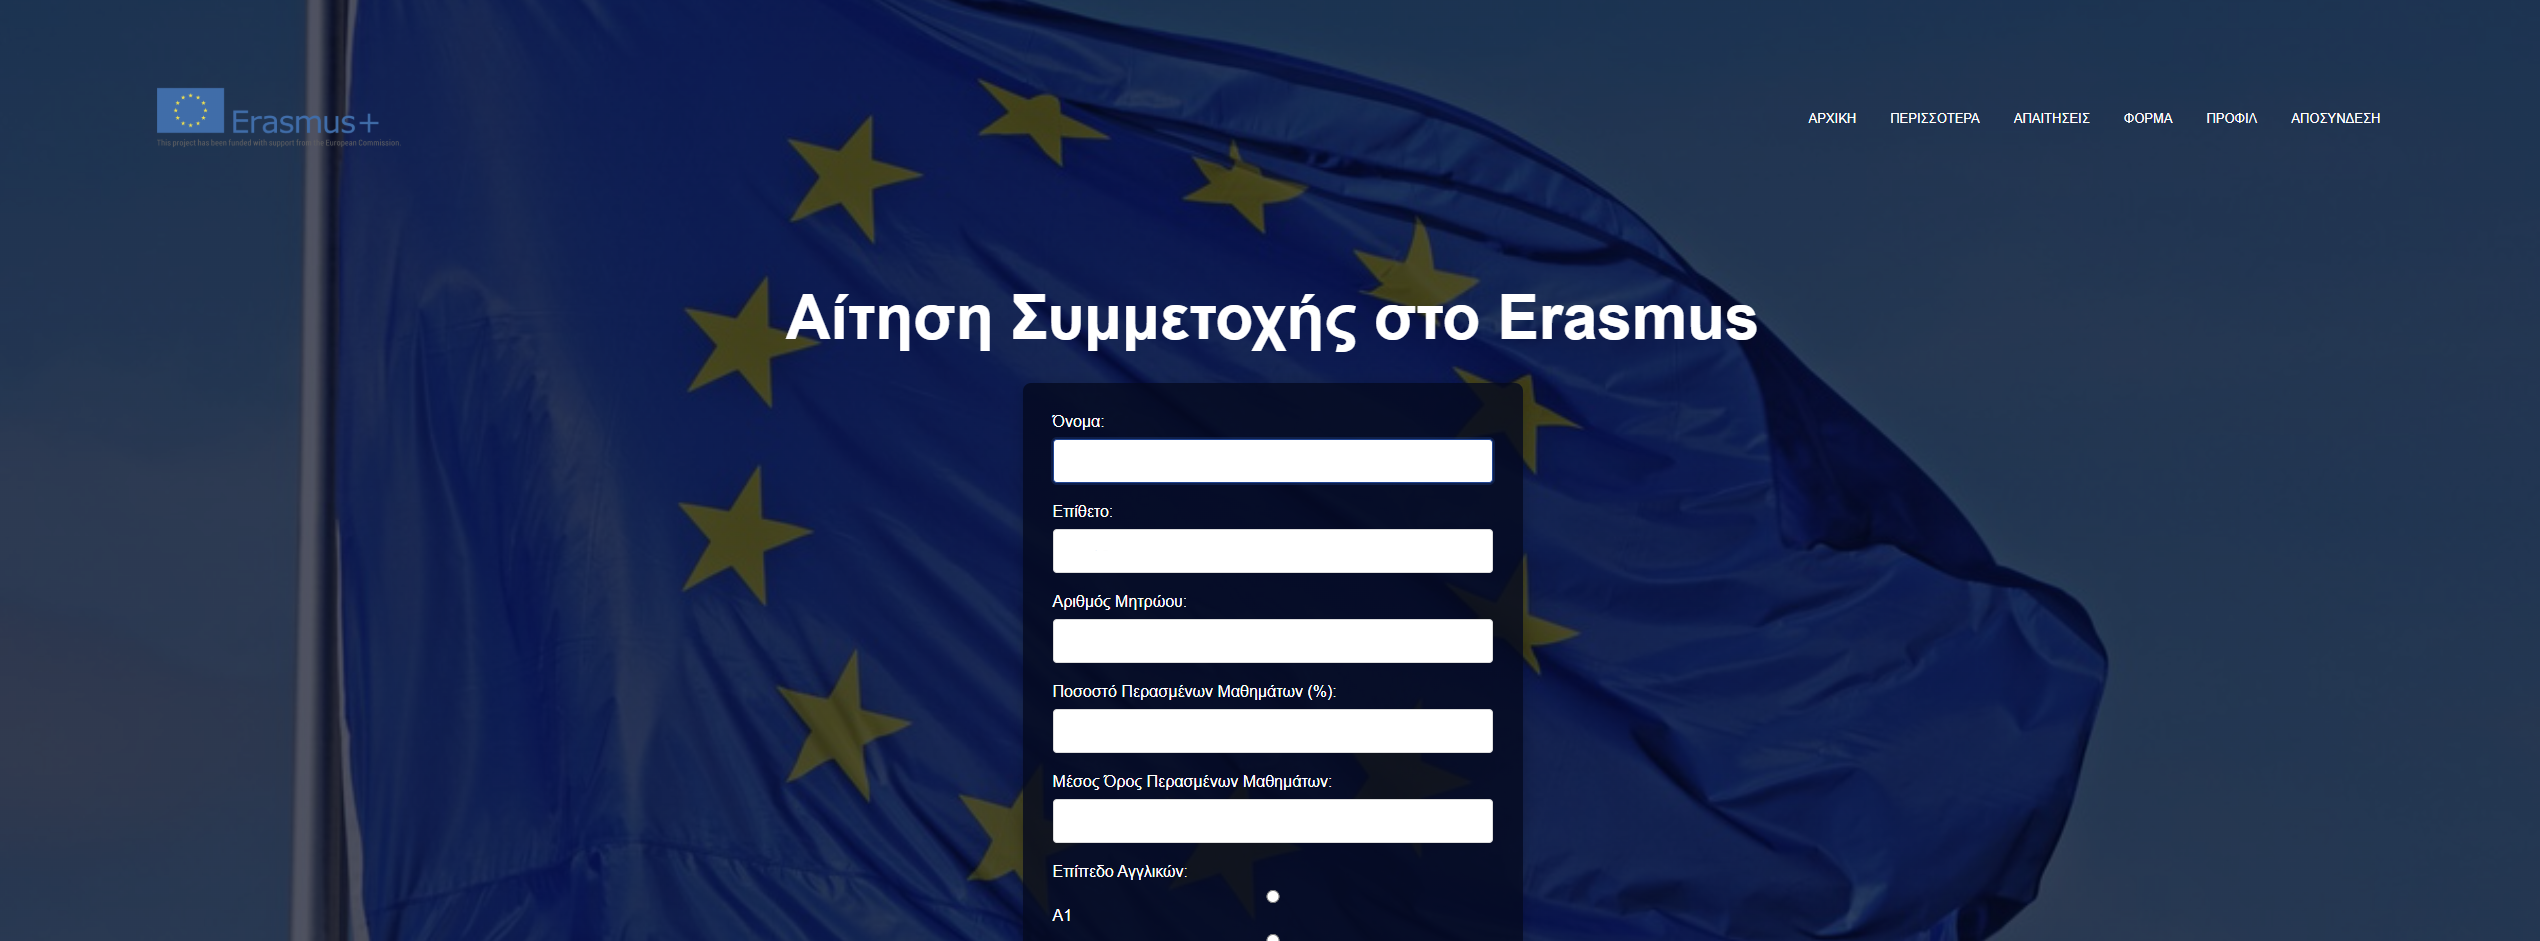 Erasmus+
This project has been funded with support from the European Commission.
ΑΡΧΙΚΗ ΠΕΡΙΣΣΟΤΕΡΑ ΑΠΑΙΤΗΣΕΙΣ ΦΟΡΜΑ ΠΡΟΦΙΛ ΑΠΟΣΥΝΔΕΣΗ
Αίτηση Συμμετοχής στο Erasmus
Όνομα:
Επίθετο:
Αριθμός Μητρώου:
Ποσοστό Περασμένων Μαθημάτων (%):
Μέσος Όρος Περασμένων Μαθημάτων:
Επίπεδο Αγγλικών:
A1